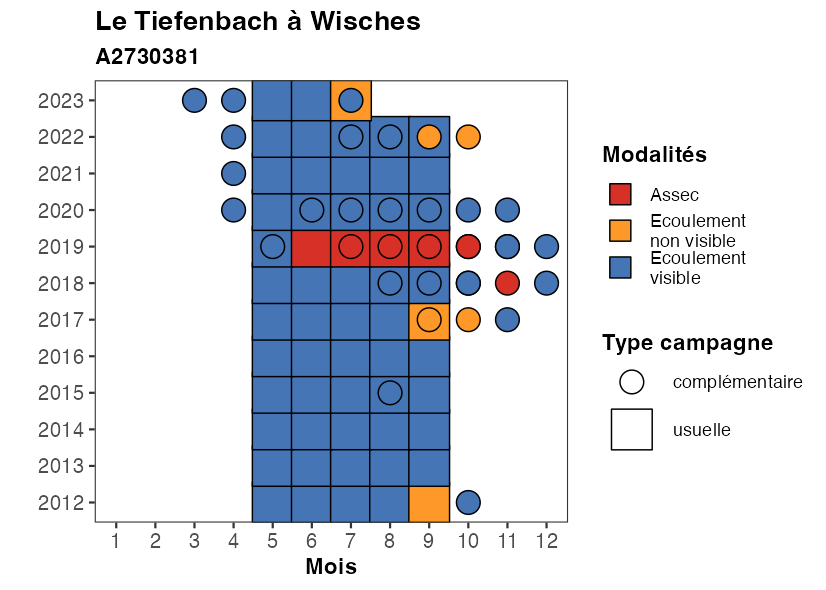 Le Tiefenbach à Wisches
A2730381
2023
2022
2021
2020
2019
2018
2017
2016
2015
2014
2013
2012
1 2 3 4 5 6 7 8 9 10 11 12
Mois
Modalités
Assec
Ecoulement
non visible
Ecoulement
visible
Type campagne
complémentaire
usuelle